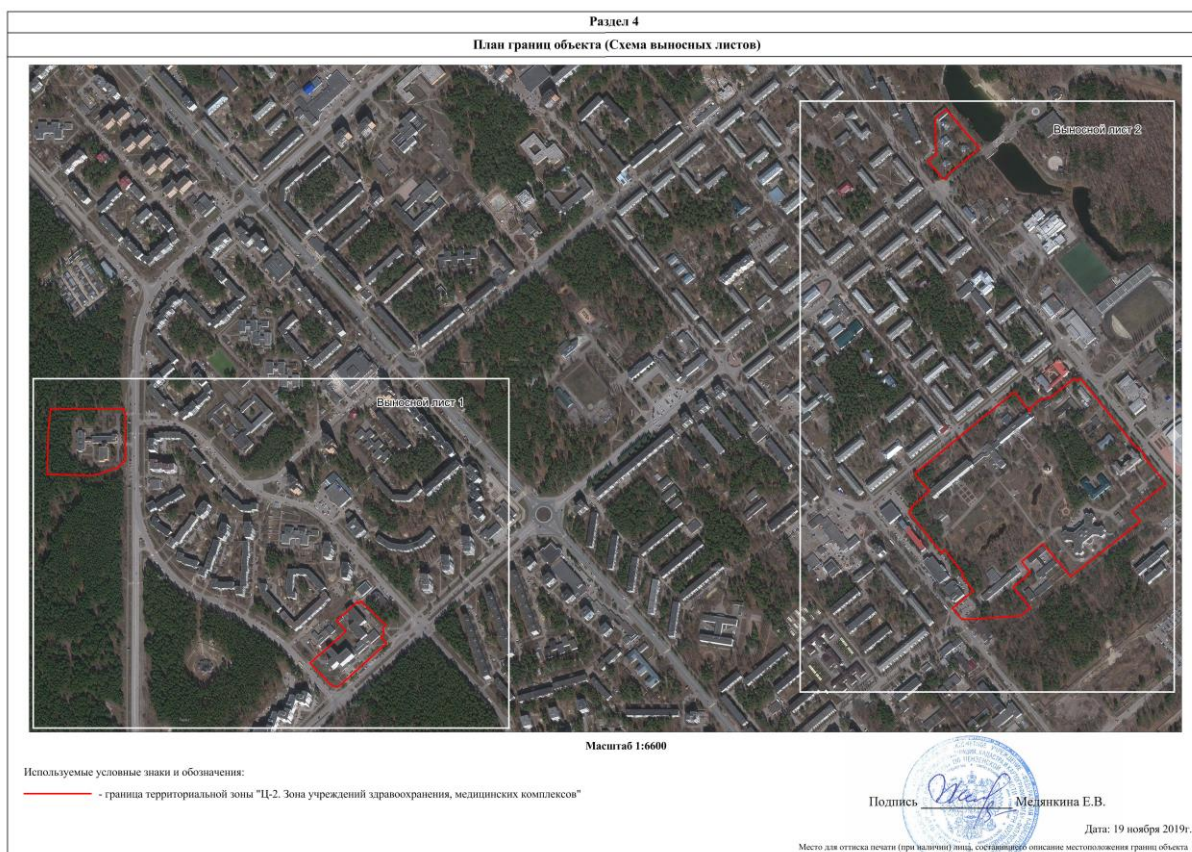 Раздел 4
План границ объекта (Схема выносных листов)
Выносной лист 2
Выносной лист 1
Масштаб 1:6600
Используемые условные знаки и обозначения:
- граница территориальной зоны "Ц-2. Зона учреждений здравоохранения, медицинских комплексов"
Подпись Медянкина Е.В.
Дата: 19 ноября 2019г.
Место для оттиска печати (при наличии) лица, составившего описание местоположения границ объекта